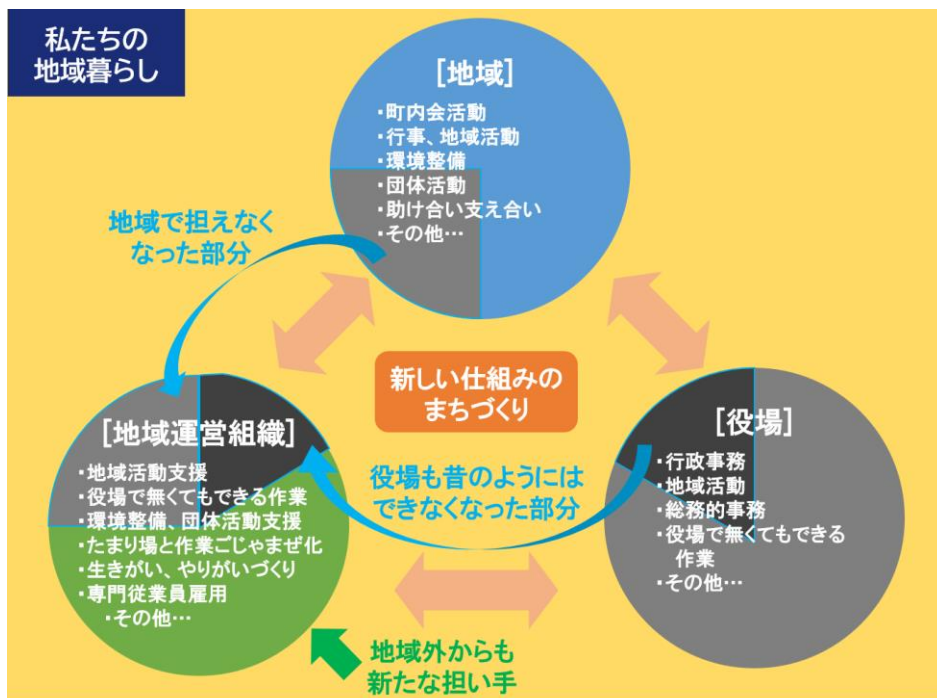 私たちの
地域暮らし
[地域]
・町内会活動
・行事、地域活動
・環境整備
・団体活動
・助け合い支え合い
・その他…
地域で担えなく
なった部分
新しい仕組みの
まちづくり
[地域運営組織]
・地域活動支援
・役場で無くてもできる作業
・環境整備、団体活動支援
・たまり場と作業ごじゃまぜ化
・生きがい、やりがいづくり
・専門従業員雇用
・その他…
役場も昔のようには
できなくなった部分
[役場]
・行政事務
・地域活動
・総務的事務
・役場で無くてもできる
作業
・その他…
地域外からも
新たな担い手